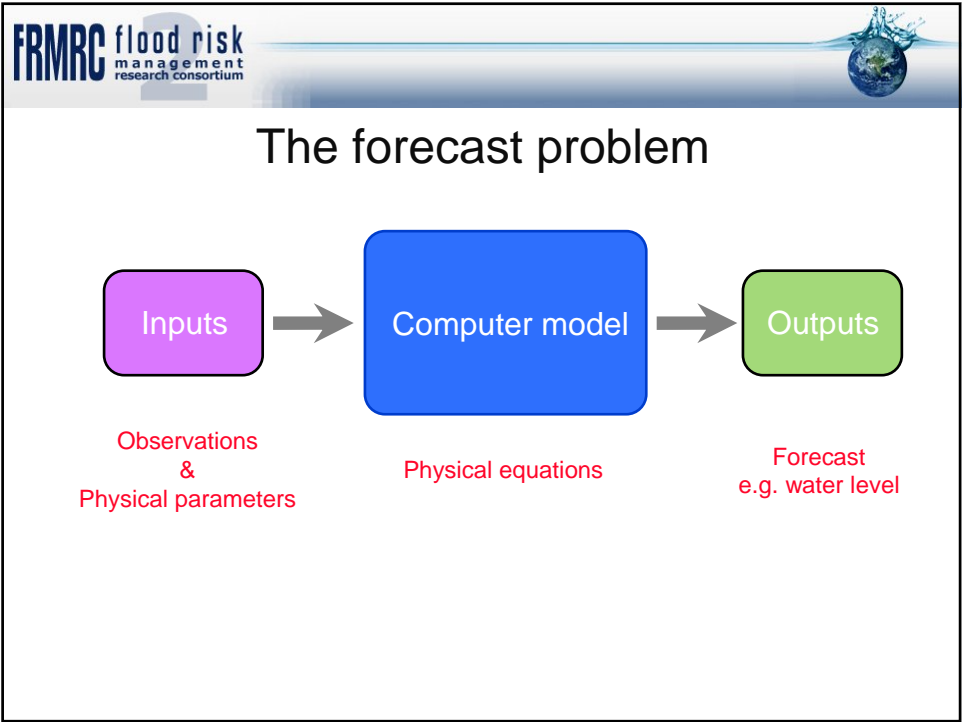 FRMRC flood risk
management
research consortium
2
The forecast problem
Inputs
Computer model
Outputs
Observations
&
Physical parameters
Physical equations
Forecast
e.g. water level